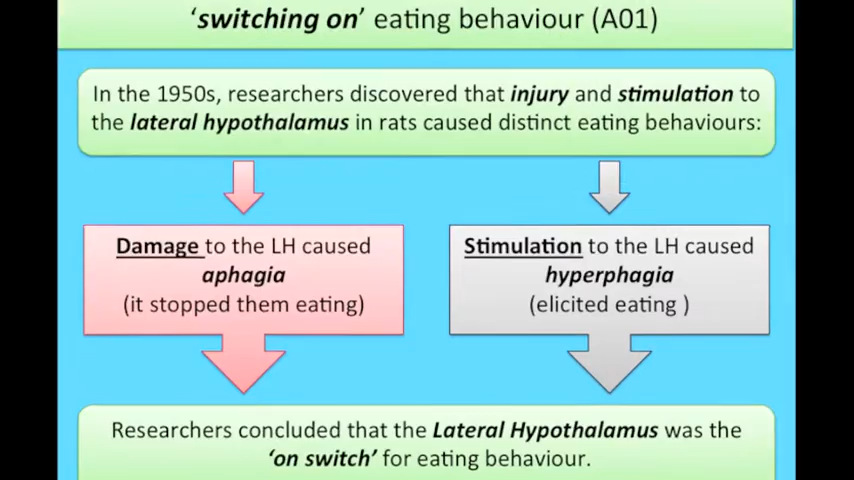 ‘switching on’ eating behaviour (A01)
In the 1950s, researchers discovered that injury and stimulation to
the lateral hypothalamus in rats caused distinct eating behaviours:
Damage to the LH caused
aphagia
(it stopped them eating)
Stimulation to the LH caused
hyperphagia
(elicited eating )
Researchers concluded that the Lateral Hypothalamus was the
‘on switch’ for eating behaviour.